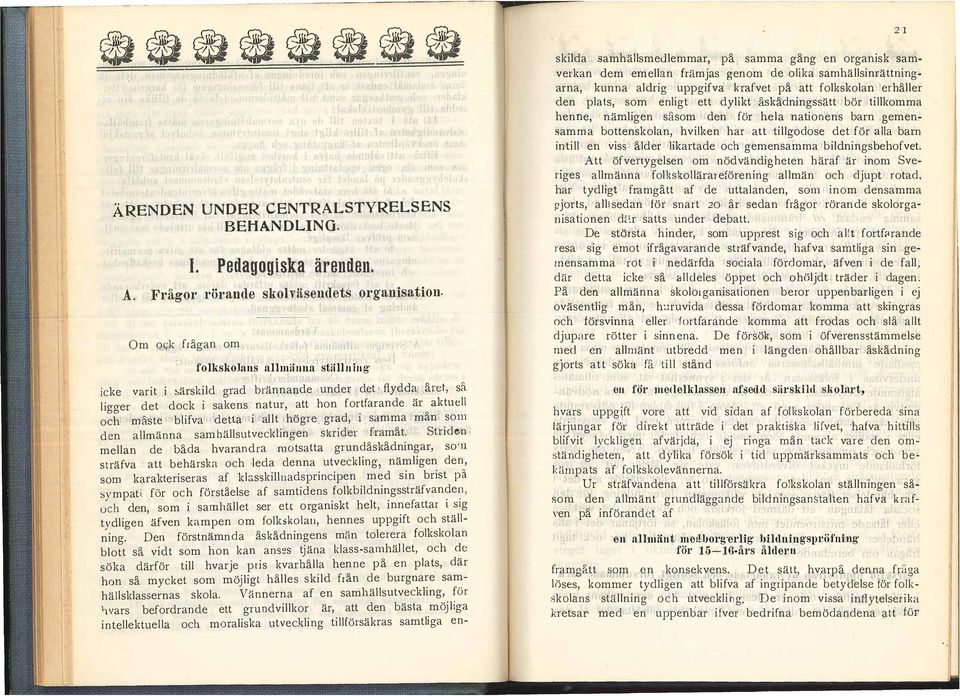 ÄRENDEN UNDER CENTRALSTYRELSENS
BEHANDLING.
I. Pedagogiska ärenden.
A. Frågor rörande skolväsendets organisation.
Om ock frågan om
folkskolans allmänna ställning
icke varit i särskild grad brännande under det flydda året, så
ligger det dock i sakens natur, att hon fortfarande är aktuell
och måste blifva detta i allt högre grad, i samma mån som
den allmänna samhällsutvecklingen skrider framåt. Striden
mellan de båda hvarandra motsatta grundåskådningar, som
sträfva att behärska och leda denna utveckling, nämligen den,
som karakteriseras af klasskillnadsprincipen med sin brist på
sympati för och förståelse af samtidens folkbildningssträfvanden,
och den, som i samhället ser ett organiskt helt, innefattar i sig
tydligen äfven kampen om folkskolan, hennes uppgift och ställ-
ning. Den förstnämnda åskådningens män tolerera folkskolan
blott så vidt som hon kan anses tjäna klass-samhället, och de
söka därför till hvarje pris kvarhålla henne på en plats, där
hon så mycket som möjligt hålles skild från de burgnare sam-
hällsklassernas skola. Vännerna af en samhällsutveckling, för
hvars befordrande ett grundvillkor är, att den bästa möjliga
intellektuella och moraliska utveckling tillförsäkras samtliga en-
21
skilda samhällsmedlemmar, på samma gång en organisk sam-
verkan dem emellan främjas genom de olika samhällsinrättning-
arna, kunna aldrig uppgifva krafvet på att folkskolan erhåller
den plats, som enligt ett dylikt åskådningssätt bör tillkomma
henne, nämligen såsom den för hela nationens barn gemen-
samma bottenskolan, hvilken har att tillgodose det för alla barn
intill en viss ålder likartade och gemensamma bildningsbehofvet.
Att öfvertygelsen om nödvändigheten häraf är inom Sve-
riges allmänna folkskollärareförening allmän och djupt rotad,
har tydligt framgått af de uttalanden, som inom densamma
gjorts, allt sedan för snart 20 år sedan frågor rörande skolorga-
nisationen där satts under debatt.
De största hinder, som upprest sig och allt fortfarande
resa sig emot ifrågavarande sträfvande, hafva samtliga sin ge-
mensamma rot i nedärfda sociala fördomar, äfven i de fall,
där detta icke så alldeles öppet och ohöljdt träder i dagen.
På den allmänna skolorganisationen beror uppenbarligen i ej
oväsentlig mån, huruvida dessa fördomar komma att skingras
och försvinna eller fortfarande komma att frodas och slå allt
djupare rötter i sinnena. De försök, som i öfverensstämmelse
med en allmänt utbredd men i längden ohållbar åskådning
gjorts att söka få till stånd
en för medelklassen afsedd särskild skolart,
hvars uppgift vore att vid sidan af folkskolan förbereda sina
lärjungar för direkt utträde i det praktiska lifvet, hafva hittills
blifvit lyckligen afvärjda, i ej ringa mån tack vare den om-
ständigheten, att dylika försök i tid uppmärksammats och be-
kämpats af folkskolevännerna.
Ur sträfvandena att tillförsäkra folkskolan ställningen så-
som den allmänt grundläggande bildningsanstalten hafva kraf-
ven på införandet af
en allmänt medborgerlig bildningspröfning
för 15—16-års åldern
framgått som en konsekvens. Det sätt, hvarpå denna fråga
löses, kommer tydligen att blifva af ingripande betydelse för folk-
skolans ställning och utveckling. De inom vissa inflytelserika
kretsar med en uppenbar ifver bedrifna bemödandena att för